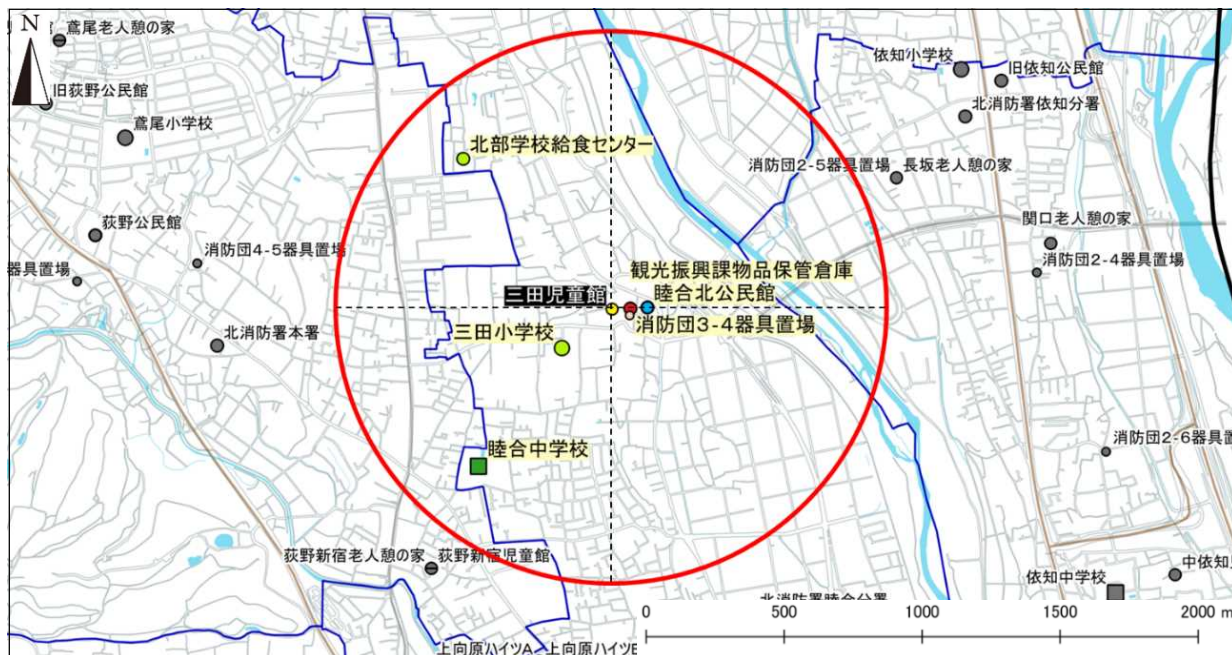 N
鳶尾老人憩の家
旧荻野公民館
鳶尾小学校
依知小学校
旧依知公民館
北消防署依知分署
北部学校給食センター
消防団2-5器具置場
長坂老人憩の家
荻野公民館
消防団4-5器具置場
器具置場
関口老人憩の家
消防団2-4器具置場
観光振興課物品保管倉庫
三田児童館
睦合北公民館
消防団3-4器具置場
三田小学校
北消防署本署
睦合中学校
消防団2-6器具置
荻野新宿老人憩の家
荻野新宿児童館
依知中学校
中依知
北消防署睦合分署
0 500 1000 1500 2000 m
上向原ハイツA
上向原ハイツB